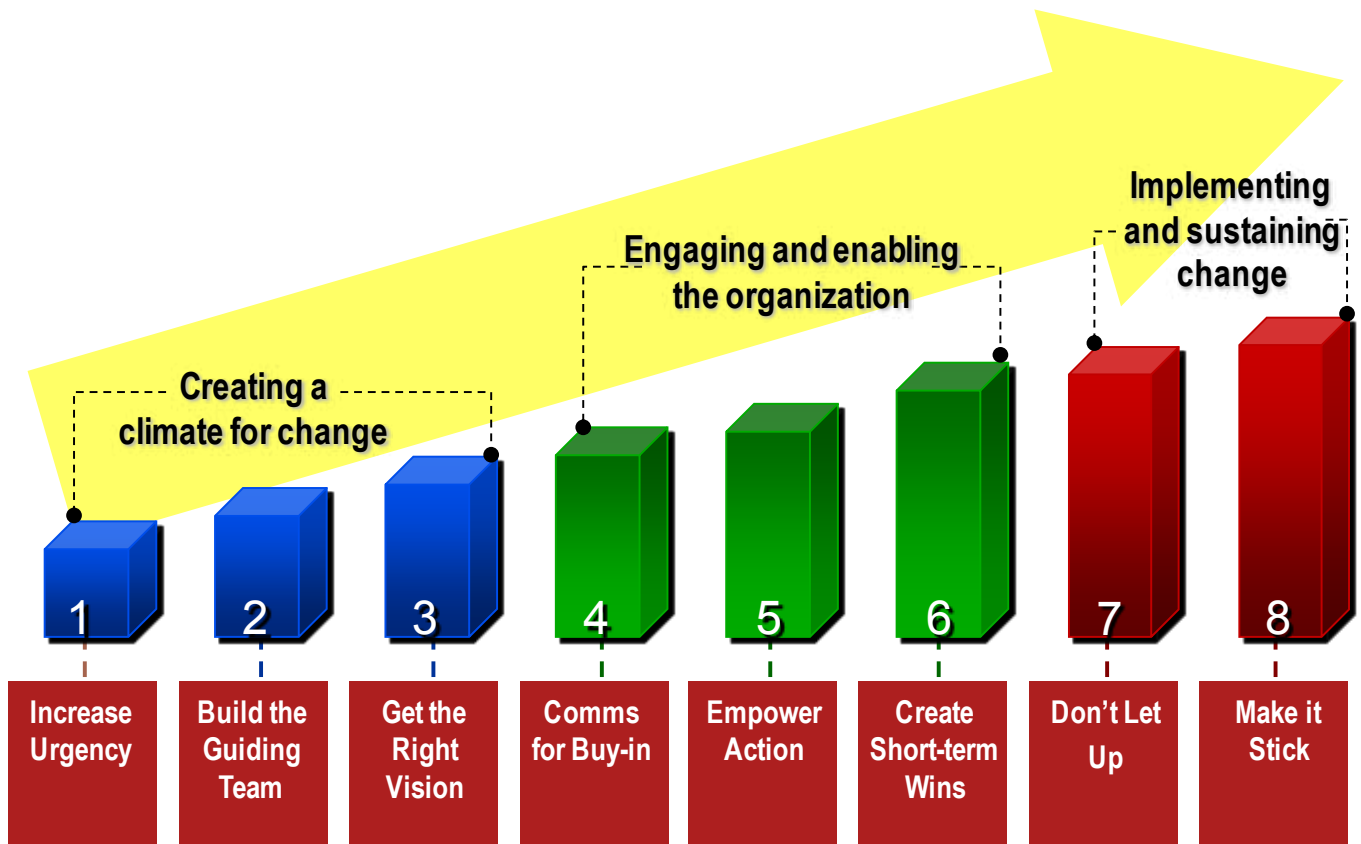 Implementing
and sustaining
change
Engaging and enabling
the organization
Creating a
climate for change
1
2
3
4
5
6
7
8
Increase
Urgency
Build the
Guiding
Team
Get the
Right
Vision
Comms
for Buy-in
Empower
Action
Create
Short-term
Wins
Don’t Let
Up
Make it
Stick